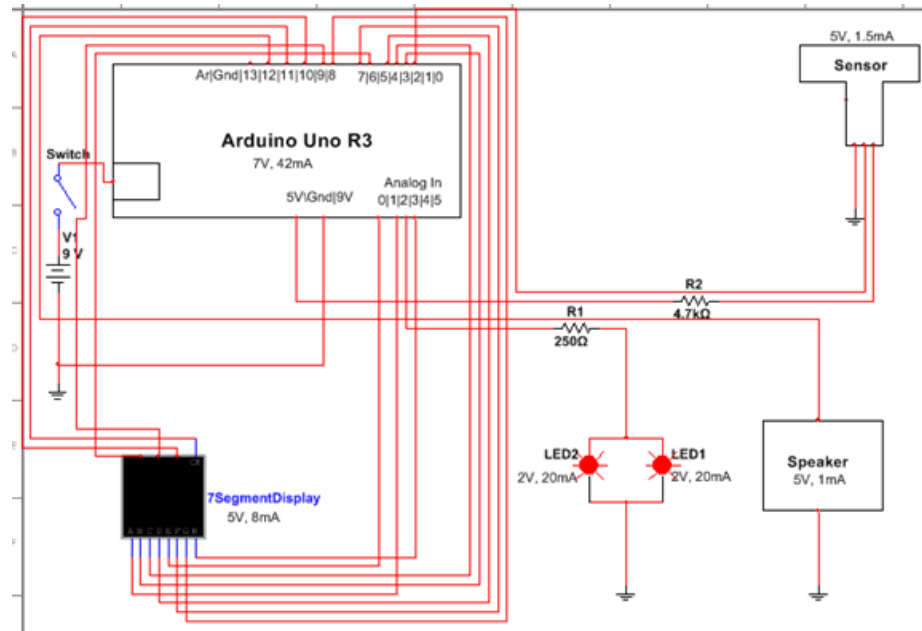 5V, 1.5mA
Sensor
Ar|Gnd|13|12|11|10|9|8
7|6|5|4|3|2|1|0
Arduino Uno R3
7V, 42mA
Switch
Analog In
5V\Gnd|9V
0|1|2|3|4|5
V1
9 V
R2
4.7kΩ
R1
250Ω
LED2
2V, 20mA
LED1
2V, 20mA
Speaker
5V, 1mA
7SegmentDisplay
5V, 8mA
A B C D E F G H